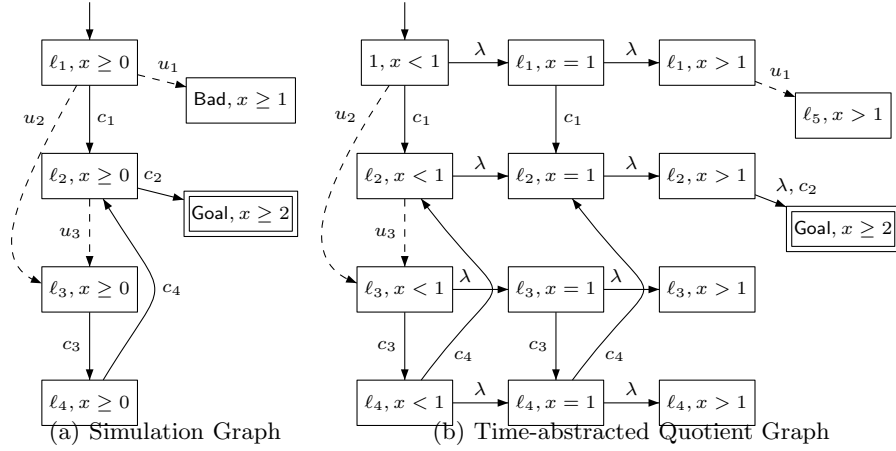 ℓ₁, x ≥ 0
u₁
Bad, x ≥ 1
u₂
c₁
ℓ₂, x ≥ 0
c₂
Goal, x ≥ 2
u₃
ℓ₃, x ≥ 0
c₄
c₃
ℓ₄, x ≥ 0
(a) Simulation Graph
1, x < 1
λ
ℓ₁, x = 1
λ
ℓ₁, x > 1
u₁
ℓ₅, x > 1
u₂
c₁
c₁
ℓ₂, x < 1
λ
ℓ₂, x = 1
λ
ℓ₂, x > 1
λ, c₂
Goal, x ≥ 2
u₃
ℓ₃, x < 1
λ
ℓ₃, x = 1
λ
ℓ₃, x > 1
c₃
c₄
c₃
c₄
ℓ₄, x < 1
λ
ℓ₄, x = 1
λ
ℓ₄, x > 1
(b) Time-abstracted Quotient Graph